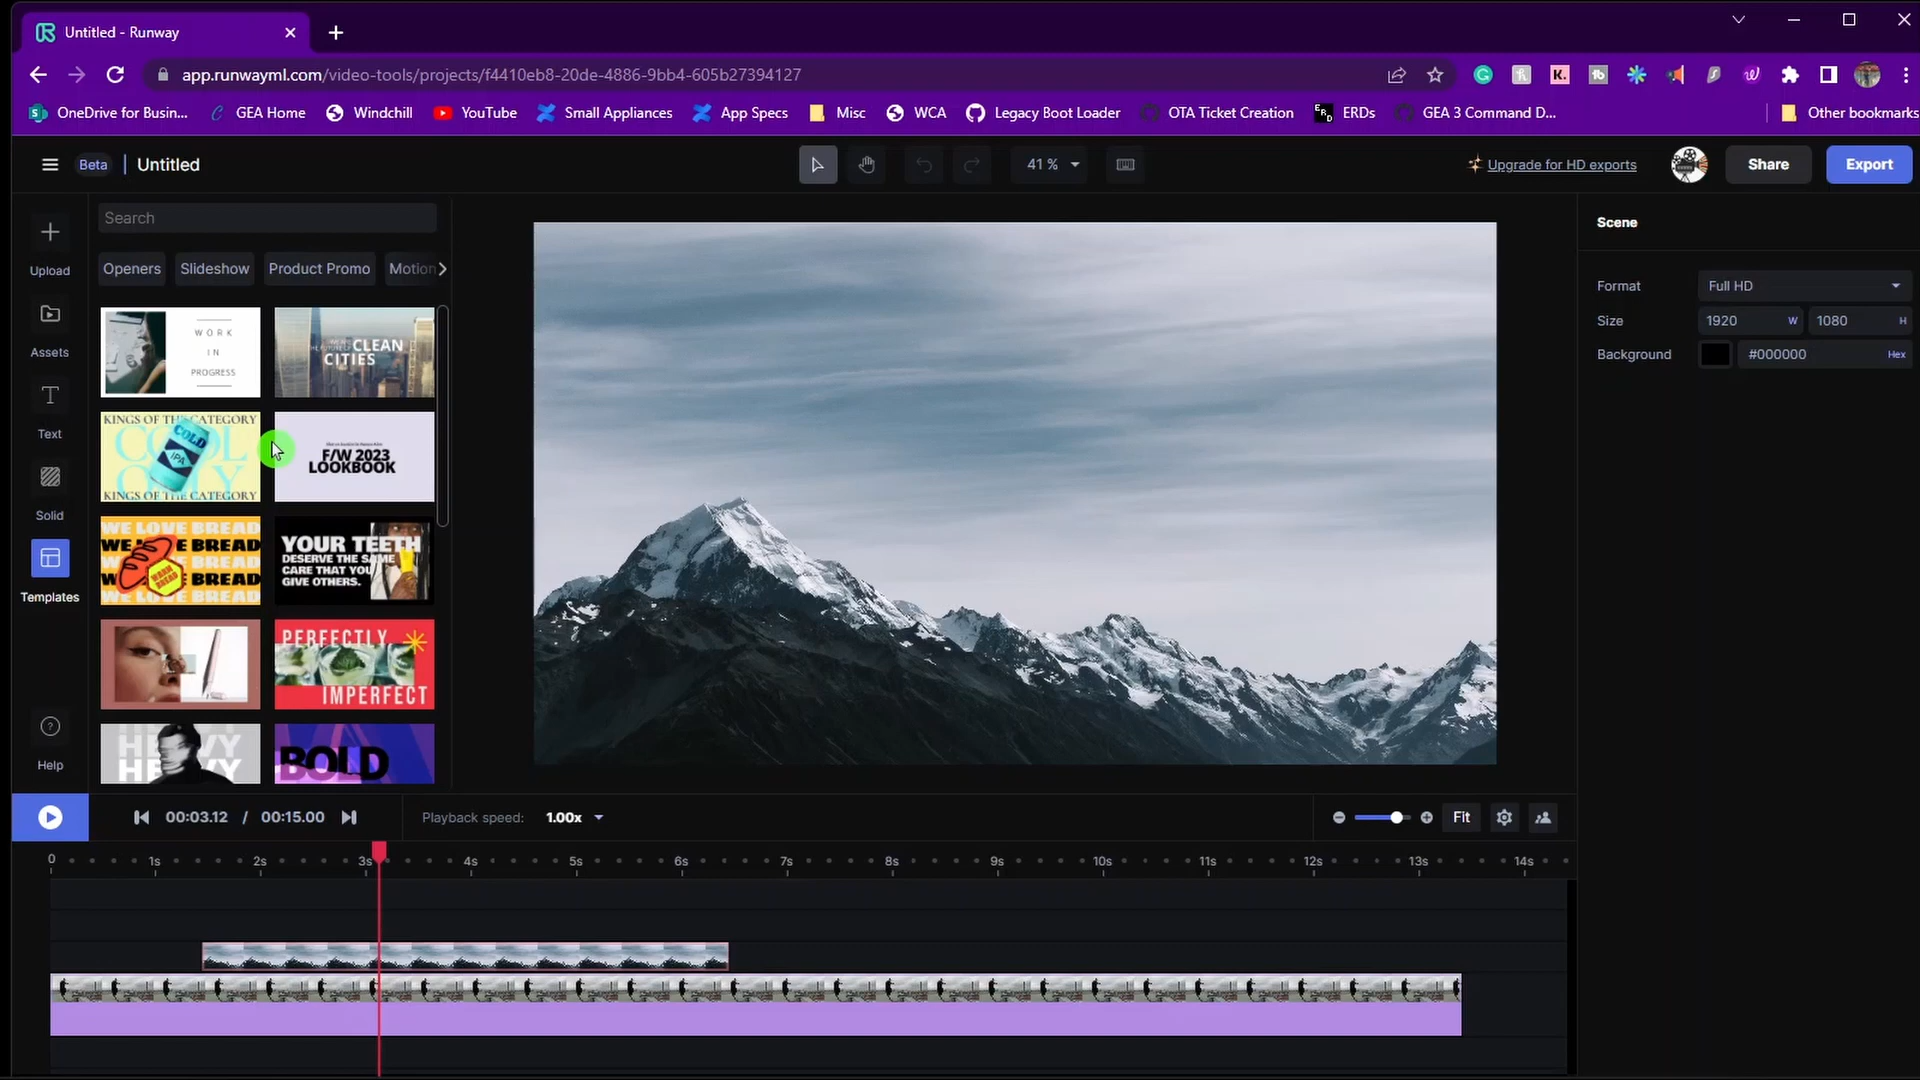 Untitled - Runway
app.runwayml.com/video-tools/projects/f4410eb8-20de-4886-9bb4-605b27394127
OneDrive for Busin... GEA Home Windchill YouTube Small Appliances App Specs Misc WCA Legacy Boot Loader OTA Ticket Creation ERDs GEA 3 Command D... Other bookmarks
Beta Untitled 41 % Upgrade for HD exports Share Export
Search
Openers Slideshow Product Promo Motion
Upload
Assets
Text
Solid
Templates
Help
WORK
IN
PROGRESS
CLEAN
CITIES
KINGS OF THE CATEGORY
COLD
IPA
KINGS OF THE CATEGORY
F/W 2023
LOOKBOOK
WE LOVE BREAD
BREAD
BREAD
BREAD
WE LOVE BREAD
YOUR TEETH
DESERVE THE SAME
CARE THAT YOU
GIVE OTHERS.
PERFECTLY
IMPERFECT
HEAVY
HEAVY
BOLD
Scene
Format Full HD
Size 1920 W 1080 H
Background #000000 Hex
00:03.12 / 00:15.00 Playback speed: 1.00x Fit
0 1s 2s 3s 4s 5s 6s 7s 8s 9s 10s 11s 12s 13s 14s